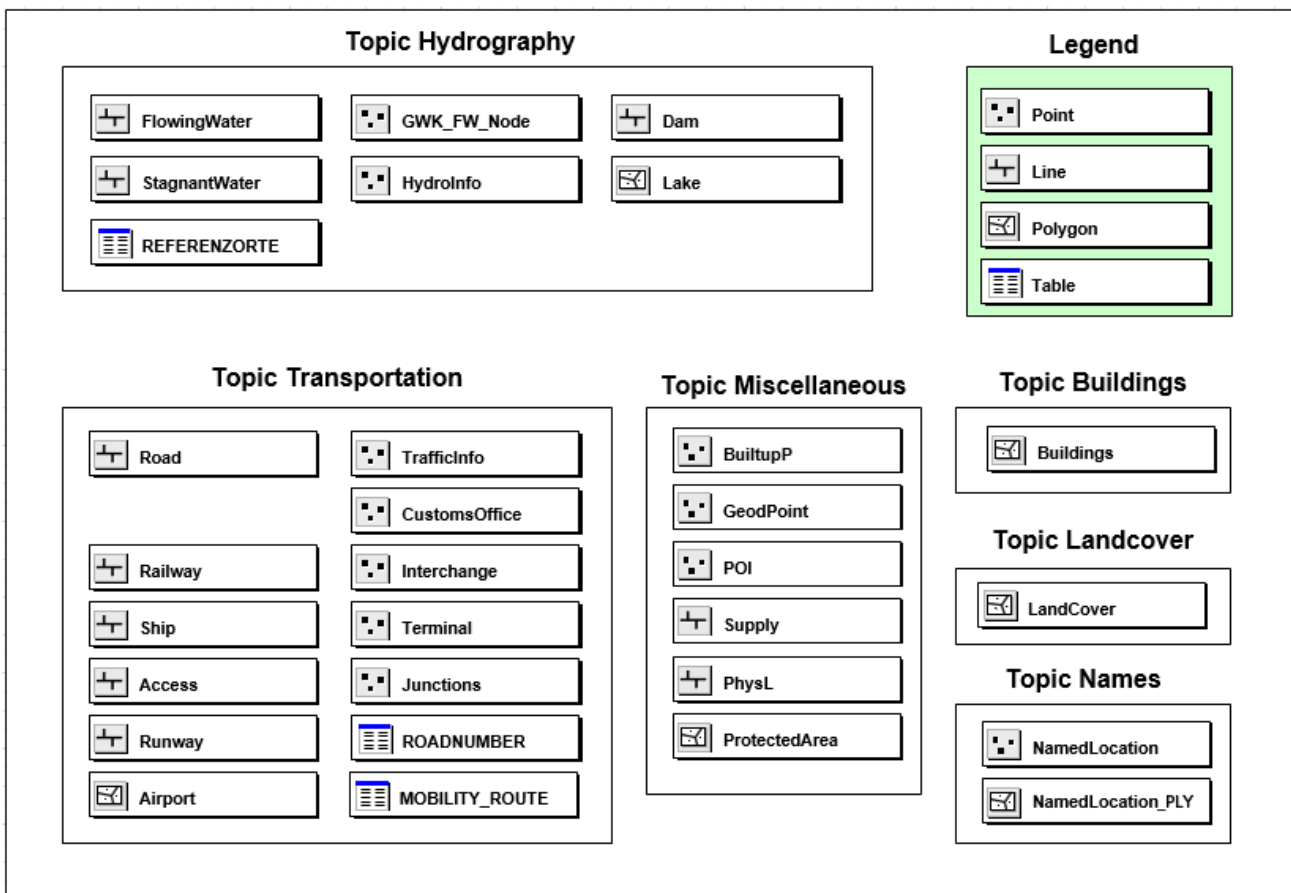 Topic Hydrography
FlowingWater
GWK_FW_Node
Dam
StagnantWater
HydroInfo
Lake
REFERENZORTE
Legend
Point
Line
Polygon
Table
Topic Transportation
Road
TrafficInfo
CustomsOffice
Railway
Interchange
Ship
Terminal
Access
Junctions
Runway
ROADNUMBER
Airport
MOBILITY_ROUTE
Topic Miscellaneous
BuiltupP
GeodPoint
POI
Supply
PhysL
ProtectedArea
Topic Buildings
Buildings
Topic Landcover
LandCover
Topic Names
NamedLocation
NamedLocation_PLY